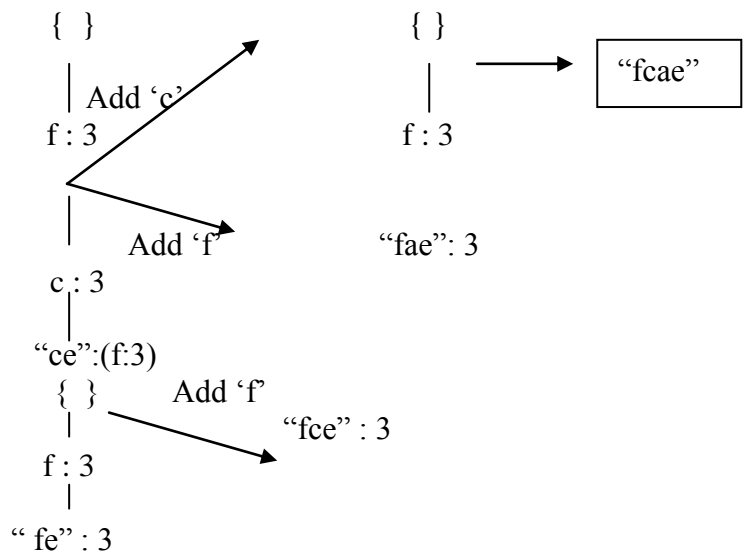 { }
{ }
“fcae”
Add ‘c’
f : 3
f : 3
Add ‘f’
“fae”: 3
c : 3
“ce”:(f:3)
{ }
Add ‘f’
“fce” : 3
f : 3
“ fe” : 3